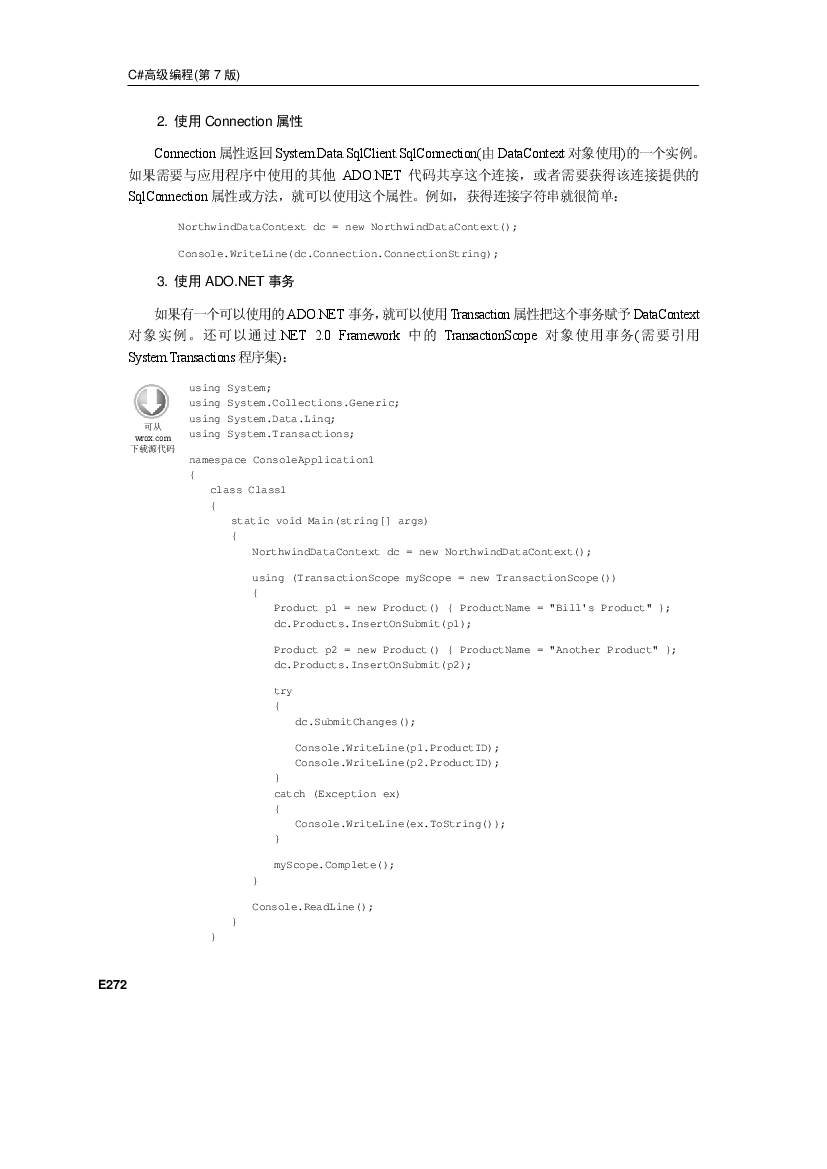 C#高级编程(第 7 版)
2. 使用 Connection 属性
Connection 属性返回 System.Data.SqlClient.SqlConnection(由 DataContext 对象使用)的一个实例。
如果需要与应用程序中使用的其他 ADO.NET 代码共享这个连接，或者需要获得该连接提供的
SqlConnection 属性或方法，就可以使用这个属性。例如，获得连接字符串就很简单：
NorthwindDataContext dc = new NorthwindDataContext();
Console.WriteLine(dc.Connection.ConnectionString);
3. 使用 ADO.NET 事务
如果有一个可以使用的 ADO.NET 事务，就可以使用 Transaction 属性把这个事务赋予 DataContext
对象实例。还可以通过.NET 2.0 Framework 中的 TransactionScope 对象使用事务(需要引用
System.Transactions 程序集)：
可从
wrox.com
下载源代码
using System;
using System.Collections.Generic;
using System.Data.Linq;
using System.Transactions;
namespace ConsoleApplication1
{
class Class1
{
static void Main(string[] args)
{
NorthwindDataContext dc = new NorthwindDataContext();
using (TransactionScope myScope = new TransactionScope())
{
Product p1 = new Product() { ProductName = "Bill's Product" };
dc.Products.InsertOnSubmit(p1);
Product p2 = new Product() { ProductName = "Another Product" };
dc.Products.InsertOnSubmit(p2);
try
{
dc.SubmitChanges();
Console.WriteLine(p1.ProductID);
Console.WriteLine(p2.ProductID);
}
catch (Exception ex)
{
Console.WriteLine(ex.ToString());
}
myScope.Complete();
}
Console.ReadLine();
}
}
E272